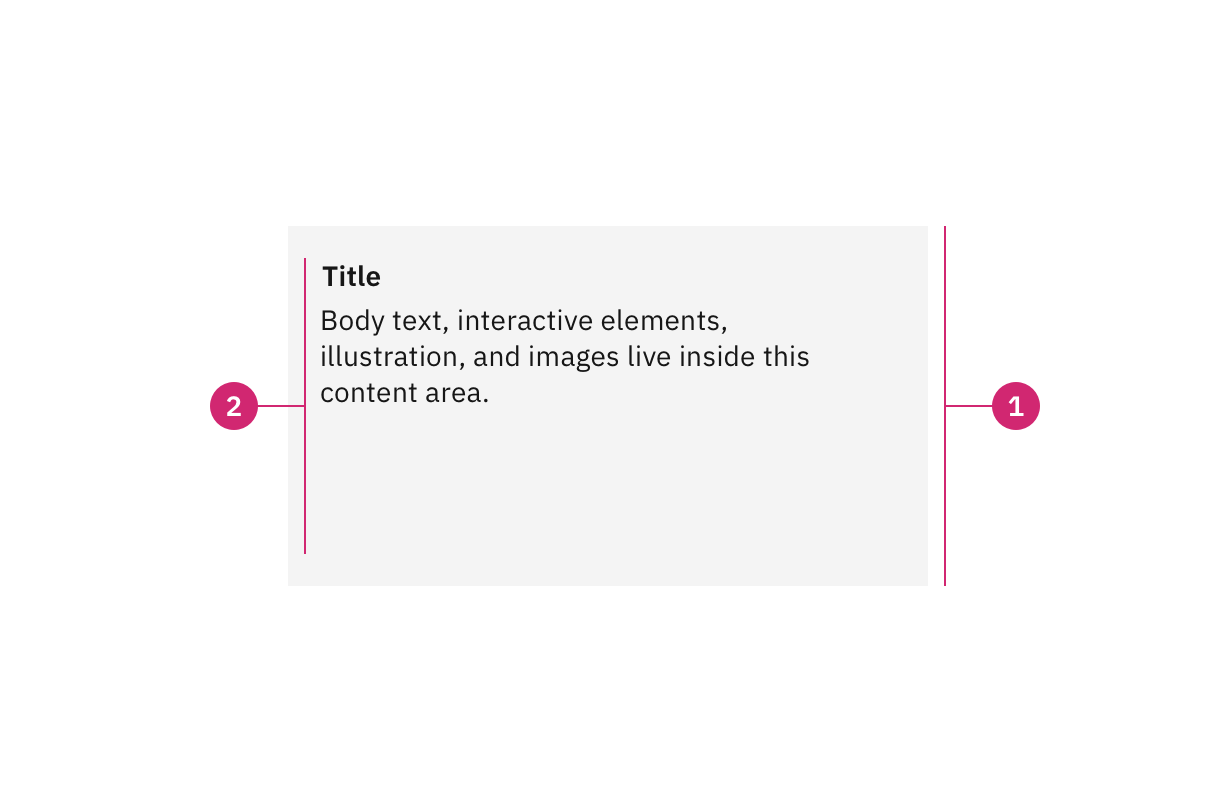 Title
Body text, interactive elements,
illustration, and images live inside this
content area.
2
1